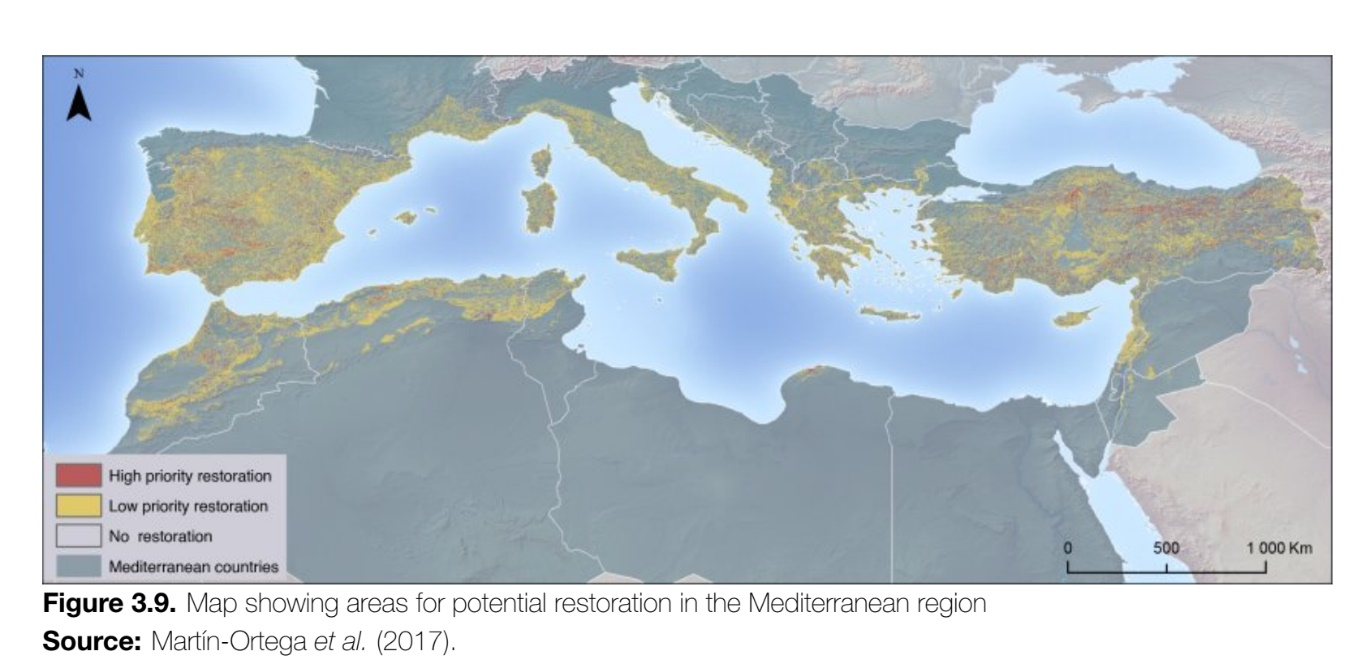 N
High priority restoration
Low priority restoration
No restoration
Mediterranean countries
0 500 1 000 Km
Figure 3.9. Map showing areas for potential restoration in the Mediterranean region
Source: Martín-Ortega et al. (2017).